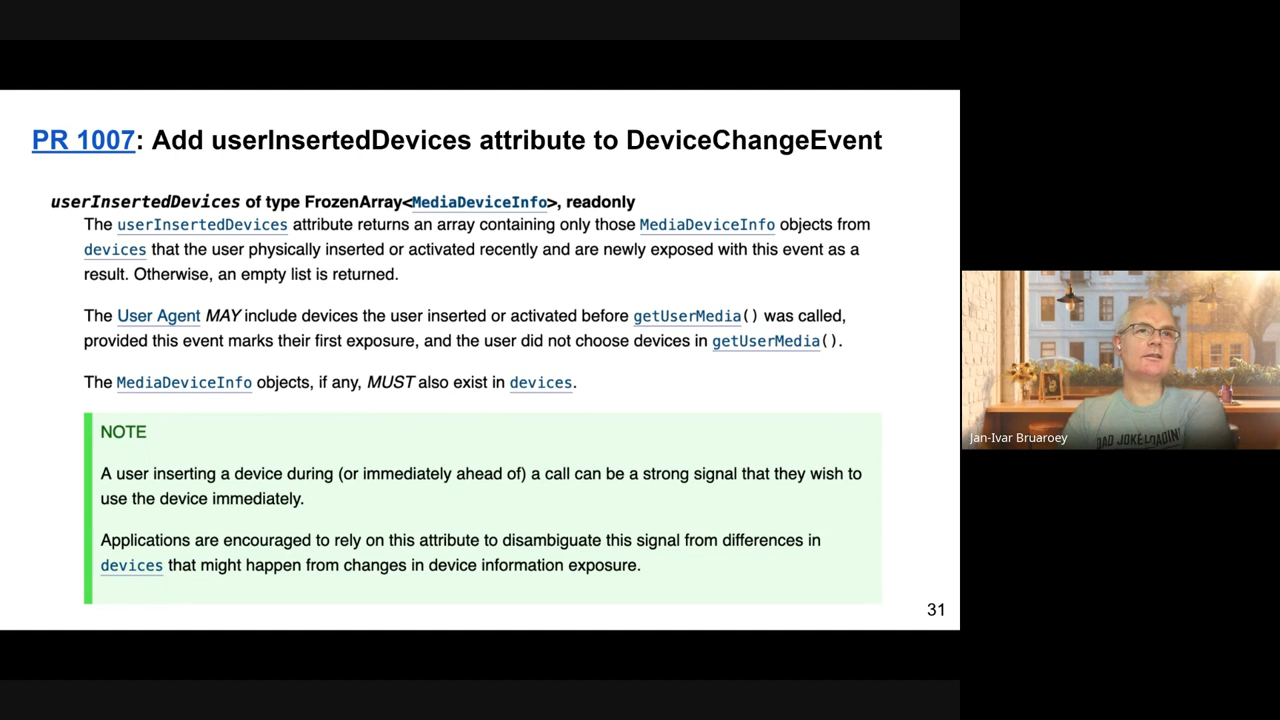 PR 1007: Add userInsertedDevices attribute to DeviceChangeEvent
userInsertedDevices of type FrozenArray<MediaDeviceInfo>, readonly
The userInsertedDevices attribute returns an array containing only those MediaDeviceInfo objects from
devices that the user physically inserted or activated recently and are newly exposed with this event as a
result. Otherwise, an empty list is returned.
The User Agent MAY include devices the user inserted or activated before getUserMedia() was called,
provided this event marks their first exposure, and the user did not choose devices in getUserMedia().
The MediaDeviceInfo objects, if any, MUST also exist in devices.
NOTE
A user inserting a device during (or immediately ahead of) a call can be a strong signal that they wish to
use the device immediately.
Applications are encouraged to rely on this attribute to disambiguate this signal from differences in
devices that might happen from changes in device information exposure.
31
Jan-Ivar Bruaroey
DAD JOKE LOADIN